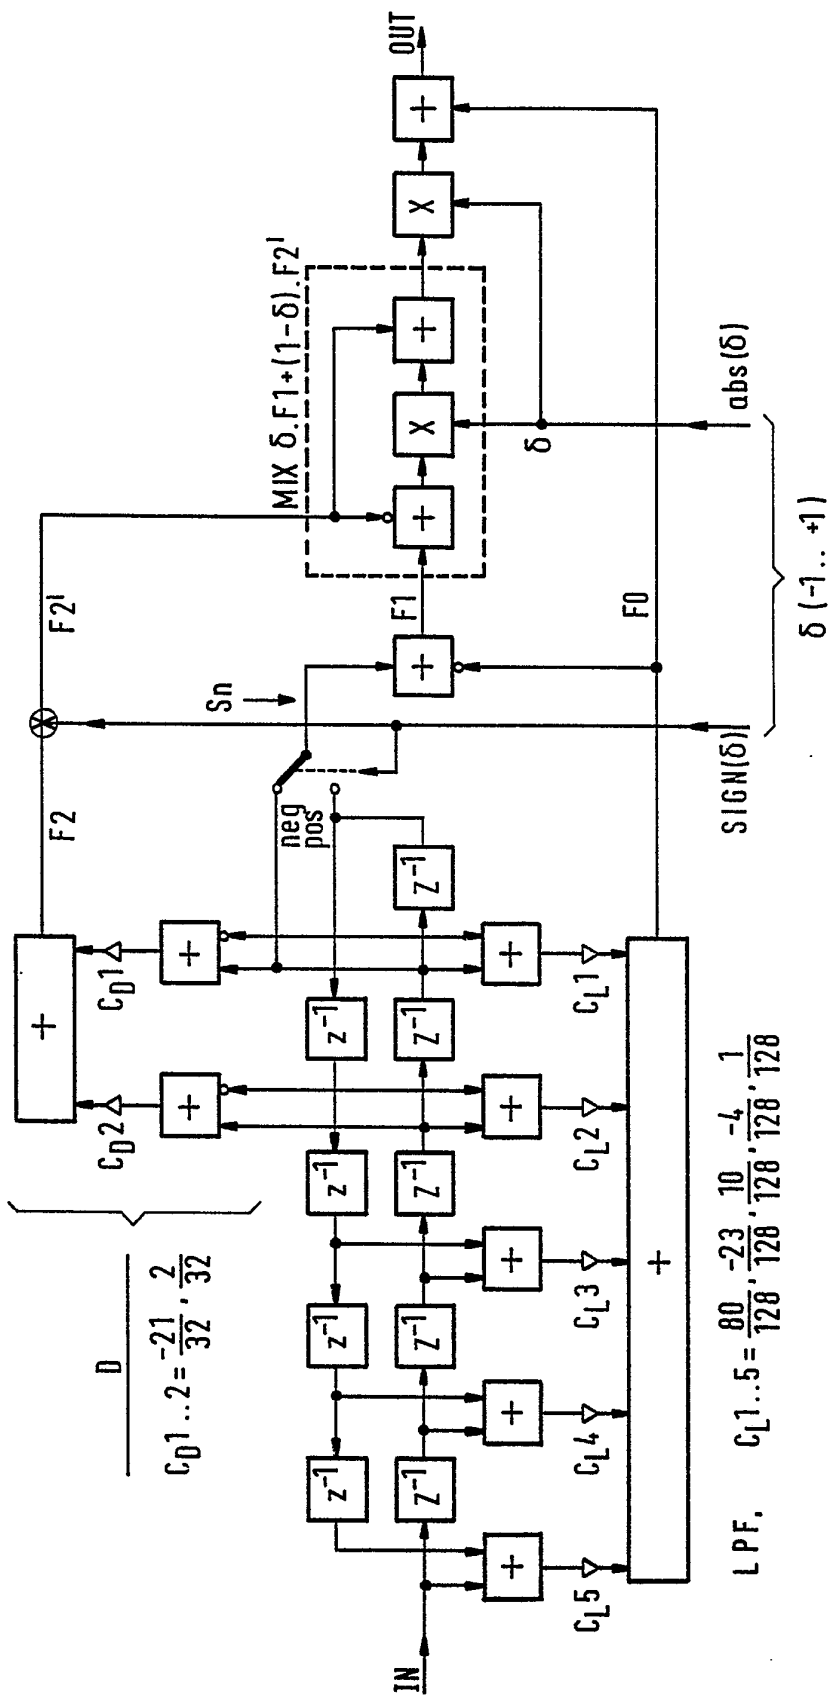 IN
OUT
D
C_D1..2 = -21/32, 2/32
C_D2
C_D1
+
+
+
F2
F2'
neg
pos
Sn
z⁻¹
z⁻¹
z⁻¹
z⁻¹
Z⁻¹
Z⁻¹
Z⁻¹
Z⁻¹
Z⁻¹
+
+
+
+
+
C_L5
C_L4
C_L3
C_L2
C_L1
+
LPF, C_L1..5 = 80/128, -23/128, 10/128, -4/128, 1/128
+
F1
MIX δ.F1+(1-δ).F2'
+
X
+
X
+
δ
F0
SIGN(δ)
abs(δ)
δ (-1.. +1)